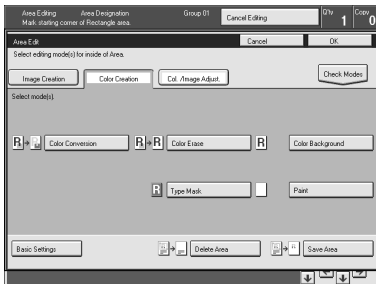 Area Editing Area Designation Group 01 Cancel Editing Q'ty 1 Copy 0
Mark starting corner of Rectangle area.
Area Edit Cancel OK
Select editing mode(s) for inside of Area.
Image Creation Color Creation Col. /Image Adjust. Check Modes
Select mode(s).
R R Color Conversion R R Color Erase R Color Background
R Type Mask Paint
Basic Settings Delete Area Save Area